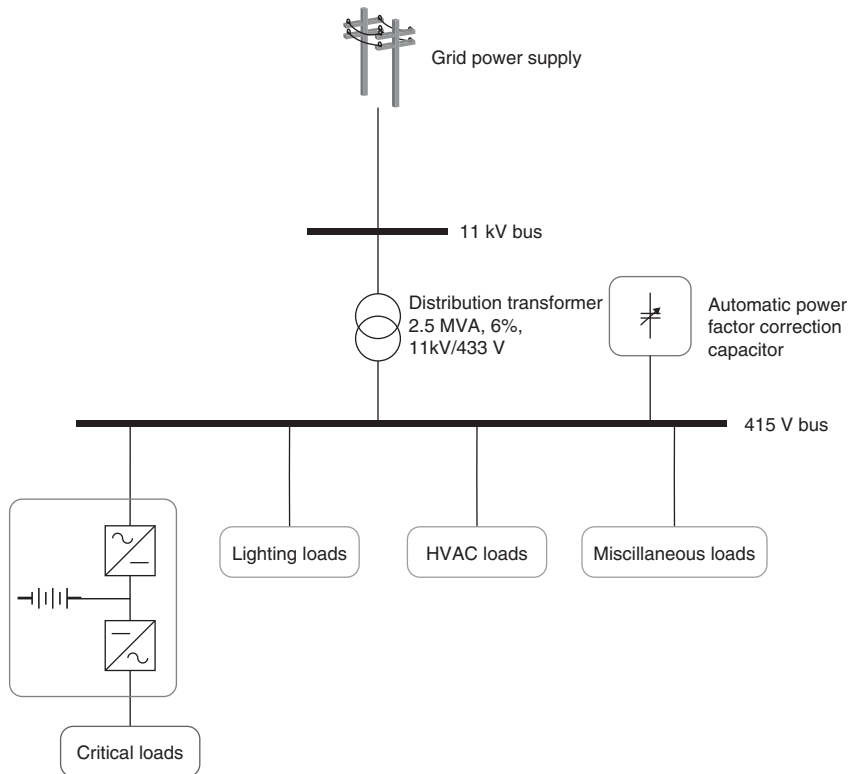 Grid power supply
11 kV bus
Distribution transformer
2.5 MVA, 6%,
11kV/433 V
Automatic power
factor correction
capacitor
415 V bus
Lighting loads
HVAC loads
Miscillaneous loads
Critical loads